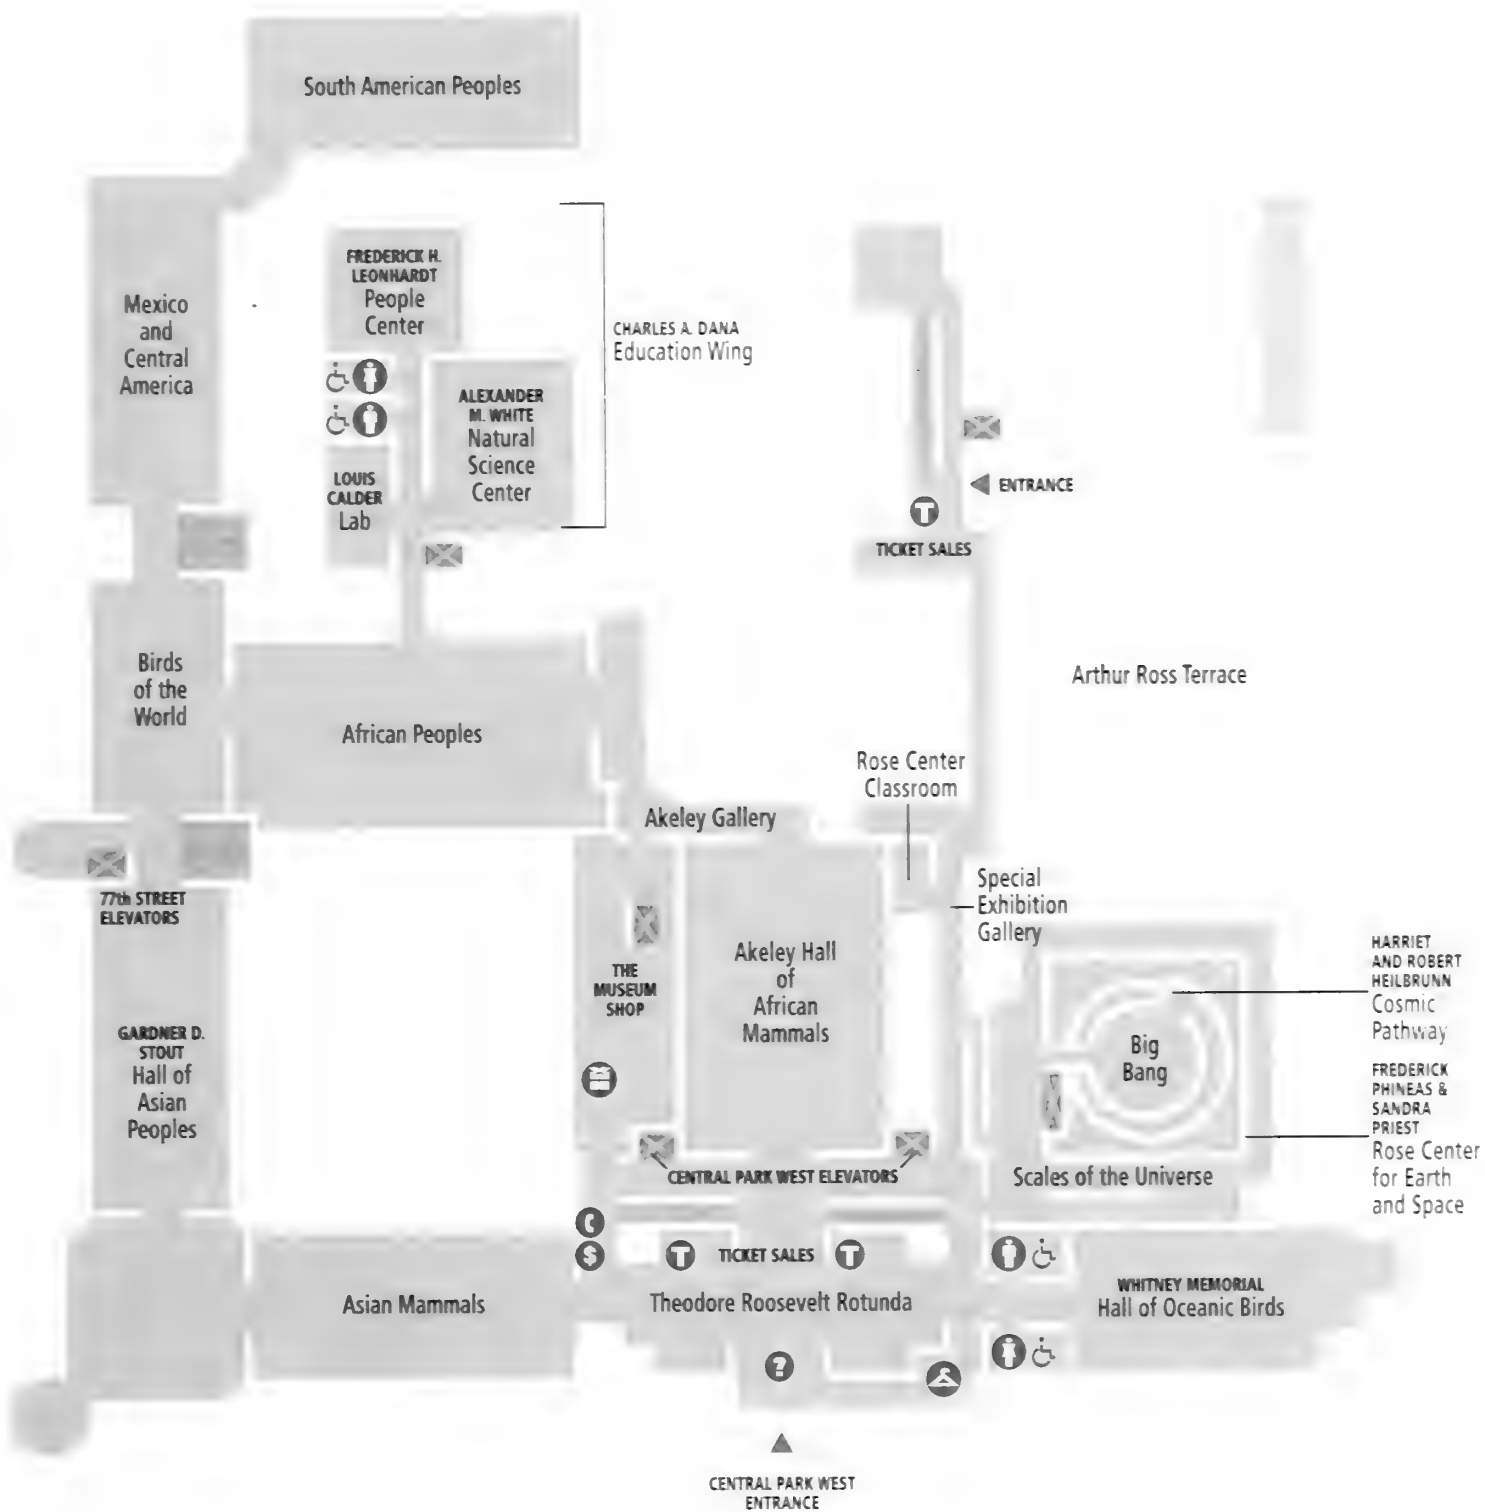 South American Peoples
FREDERICK H.
LEONHARDT
People
Center
Mexico
and
Central
America
CHARLES A. DANA
Education Wing
ALEXANDER
M. WHITE
Natural
Science
Center
LOUIS
CALDER
Lab
ENTRANCE
T
TICKET SALES
Birds
of the
World
African Peoples
Arthur Ross Terrace
Rose Center
Classroom
Akeley Gallery
77th STREET
ELEVATORS
Special
Exhibition
Gallery
Akeley Hall
of
African
Mammals
THE
MUSEUM
SHOP
HARRIET
AND ROBERT
HEILBRUNN
Cosmic
Pathway
GARDNER D.
STOUT
Hall of
Asian
Peoples
Big
Bang
FREDERICK
PHINEAS &
SANDRA
PRIEST
Rose Center
for Earth
and Space
CENTRAL PARK WEST ELEVATORS
Scales of the Universe
$
T TICKET SALES T
Asian Mammals
Theodore Roosevelt Rotunda
WHITNEY MEMORIAL
Hall of Oceanic Birds
?
CENTRAL PARK WEST
ENTRANCE